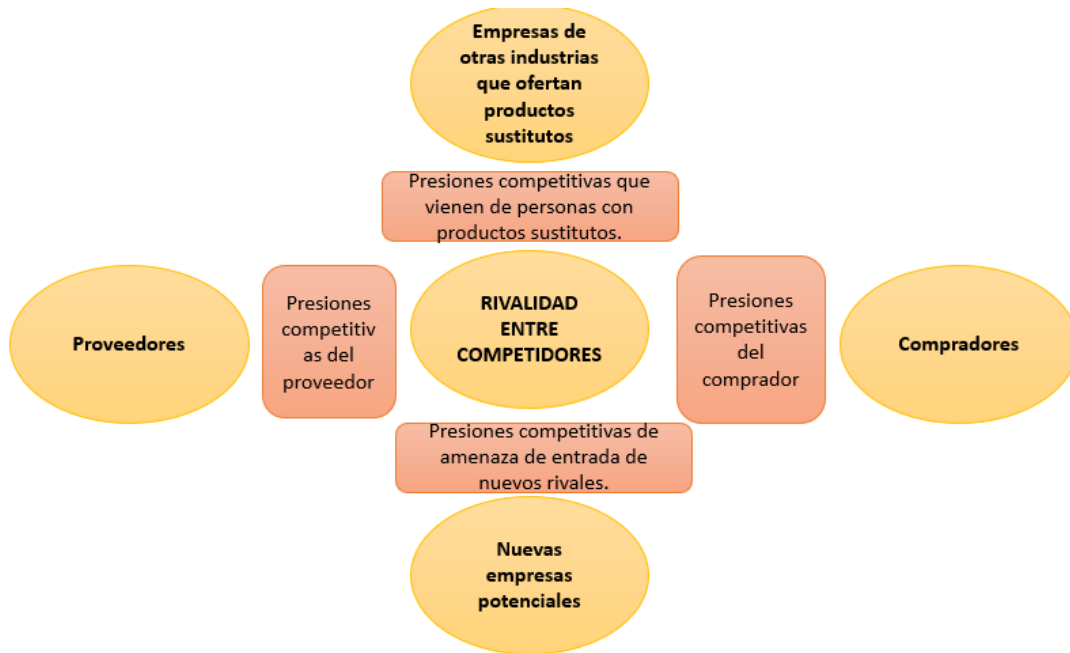 Empresas de
otras industrias
que ofertan
productos
sustitutos
Presiones competitivas que
vienen de personas con
productos sustitutos.
Proveedores
Presiones
competitiv
as del
proveedor
RIVALIDAD
ENTRE
COMPETIDORES
Presiones
competitivas
del
comprador
Compradores
Presiones competitivas de
amenaza de entrada de
nuevos rivales.
Nuevas
empresas
potenciales